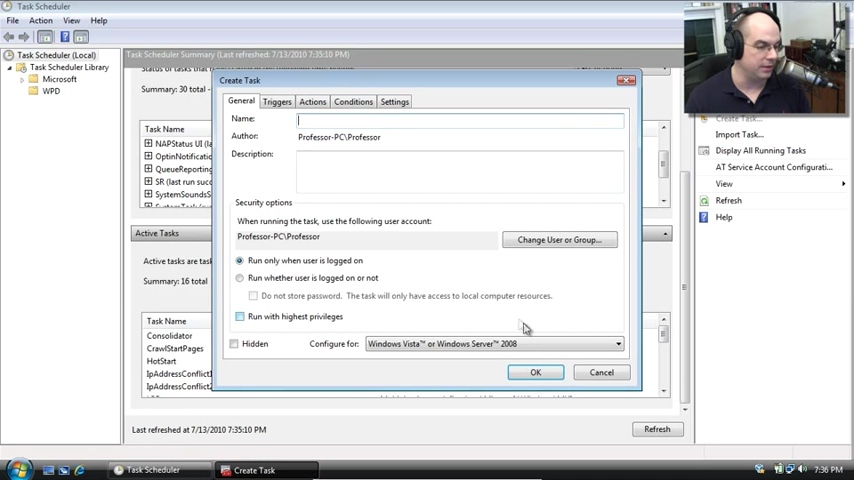 Task Scheduler
File Action View Help
Task Scheduler (Local)
Task Scheduler Library
Microsoft
WPD
Task Scheduler Summary (Last refreshed: 7/13/2010 7:35:10 PM)
Status of tasks that
Summary: 30 total -
Task Name
NAPStatus UI (
OptinNotification
QueueReporting
SR (last run succ
SystemSoundsS
Active Tasks
Active tasks are ta
Summary: 16 total
Task Name
Consolidator
CrawlStartPages
HotStart
IpAddressConflict1
IpAddressConflict2
Last refreshed at 7/13/2010 7:35:10 PM
Refresh
Create Task
General Triggers Actions Conditions Settings
Name:
Author: Professor-PC\Professor
Description:
Security options
When running the task, use the following user account:
Professor-PC\Professor
Change User or Group...
Run only when user is logged on
Run whether user is logged on or not
Do not store password. The task will only have access to local computer resources.
Run with highest privileges
Hidden
Configure for: Windows Vista™ or Windows Server™ 2008
OK Cancel
Create Task...
Import Task...
Display All Running Tasks
AT Service Account Configurati...
View
Refresh
Help
Task Scheduler
Create Task
7:36 PM